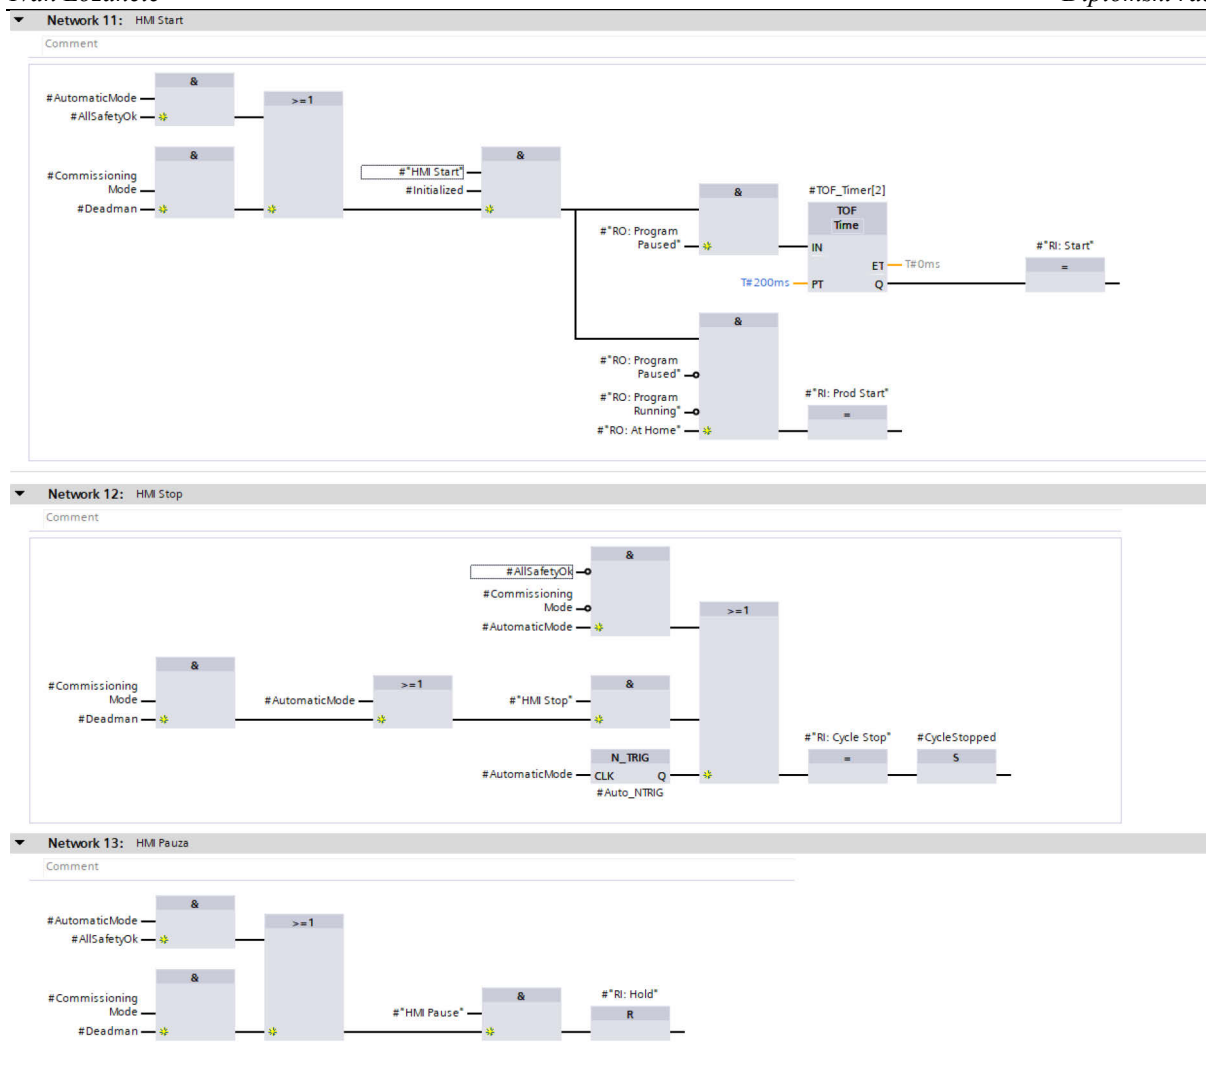 Network 11: HMI Start
Comment
&
#AutomaticMode
#AllSafetyOk
>=1
&
#Commissioning
Mode
#Deadman
&
#"HMI Start"
#Initialized
&
#"RO: Program
Paused"
#TOF_Timer[2]
TOF
Time
IN
ET
T#0ms
T#200ms
PT
Q
#"RI: Start"
=
&
#"RO: Program
Paused"
#"RO: Program
Running"
#"RO: At Home"
#"RI: Prod Start"
=
Network 12: HMI Stop
Comment
&
#AllSafetyOk
#Commissioning
Mode
#AutomaticMode
>=1
&
#Commissioning
Mode
#Deadman
>=1
#AutomaticMode
&
#"HMI Stop"
N_TRIG
#AutomaticMode
CLK
Q
#Auto_NTRIG
#"RI: Cycle Stop"
=
#CycleStopped
S
Network 13: HMI Pauza
Comment
&
#AutomaticMode
#AllSafetyOk
>=1
&
#Commissioning
Mode
#Deadman
&
#"HMI Pause"
#"RI: Hold"
R